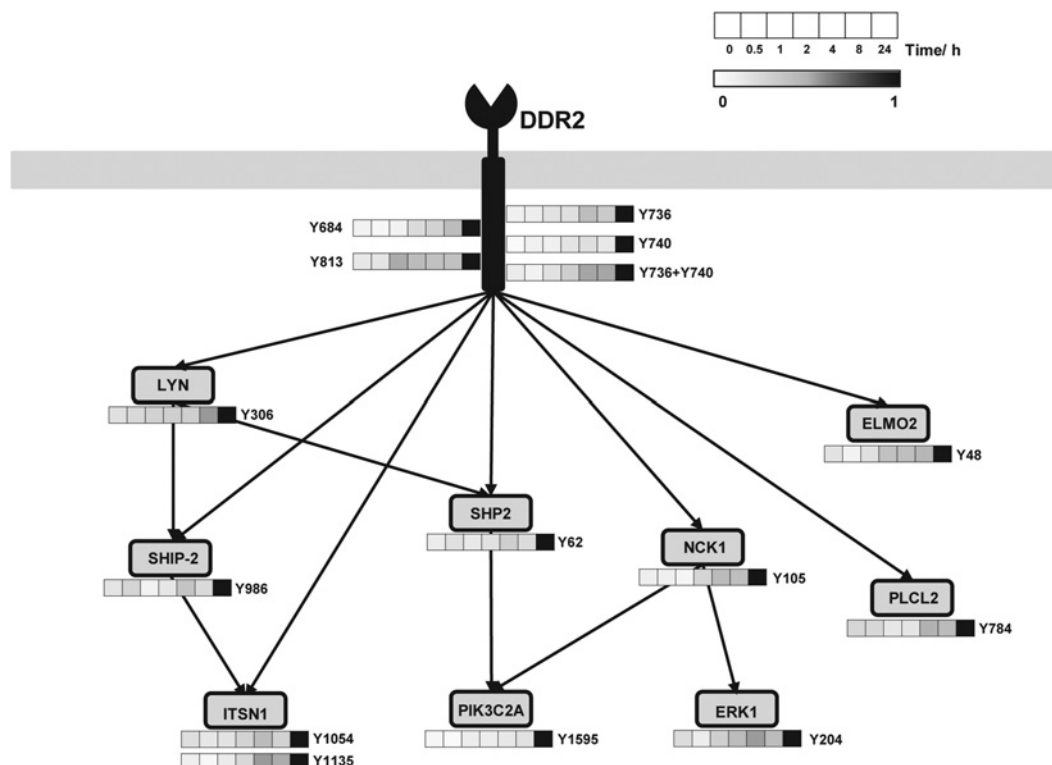 0 0.5 1 2 4 8 24 Time/ h
0 1
DDR2
Y684
Y736
Y740
Y813
Y736+Y740
LYN
Y306
ELMO2
Y48
SHP2
Y62
SHIP-2
Y986
NCK1
Y105
PLCL2
Y784
ITSN1
Y1054
Y1135
PIK3C2A
Y1595
ERK1
Y204